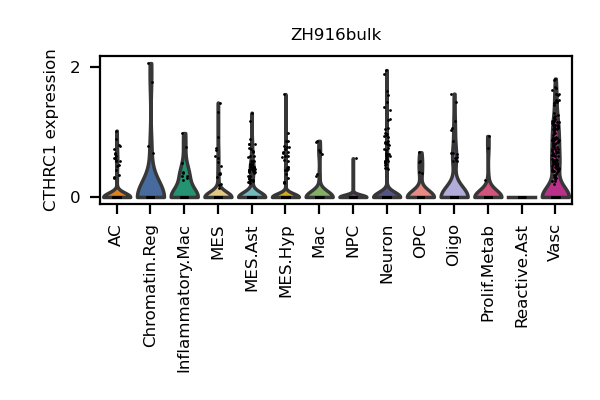 ZH916bulk
CTHRC1 expression
2
0
AC
Chromatin.Reg
Inflammatory.Mac
MES
MES.Ast
MES.Hyp
Mac
NPC
Neuron
OPC
Oligo
Prolif.Metab
Reactive.Ast
Vasc